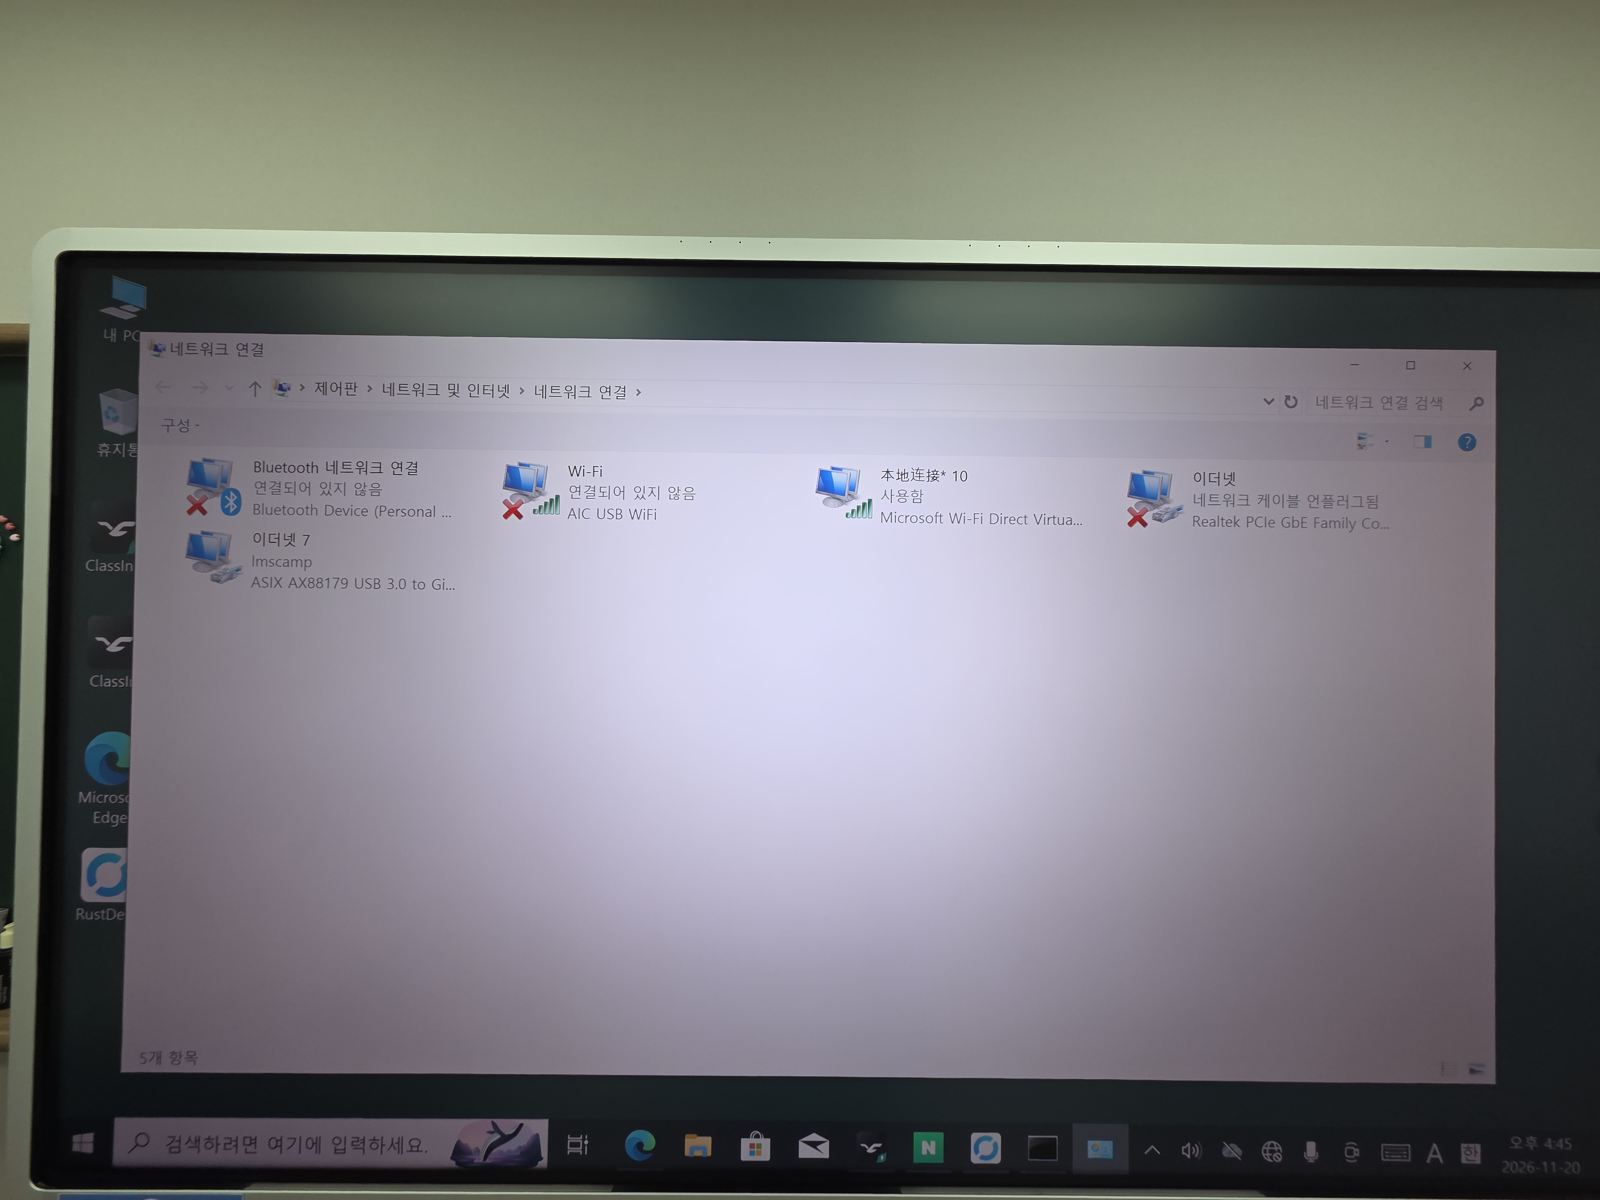 내 PC
휴지통
ClassIn
ClassIn
Micros
Edge
RustDe
네트워크 연결
제어판 > 네트워크 및 인터넷 > 네트워크 연결 >
네트워크 연결 검색
구성
Bluetooth 네트워크 연결
연결되어 있지 않음
Bluetooth Device (Personal ...
Wi-Fi
연결되어 있지 않음
AIC USB WiFi
本地连接* 10
사용함
Microsoft Wi-Fi Direct Virtua...
이더넷
네트워크 케이블 언플러그됨
Realtek PCIe GbE Family Co...
이더넷 7
lmscamp
ASIX AX88179 USB 3.0 to Gi...
5개 항목
검색하려면 여기에 입력하세요.
N
A
한
오후 4:45
2026-11-20